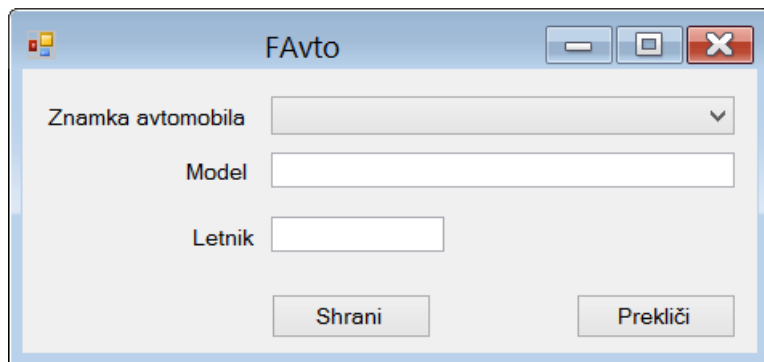 FAvto
Znamka avtomobila
Model
Letnik
Shrani Prekliči